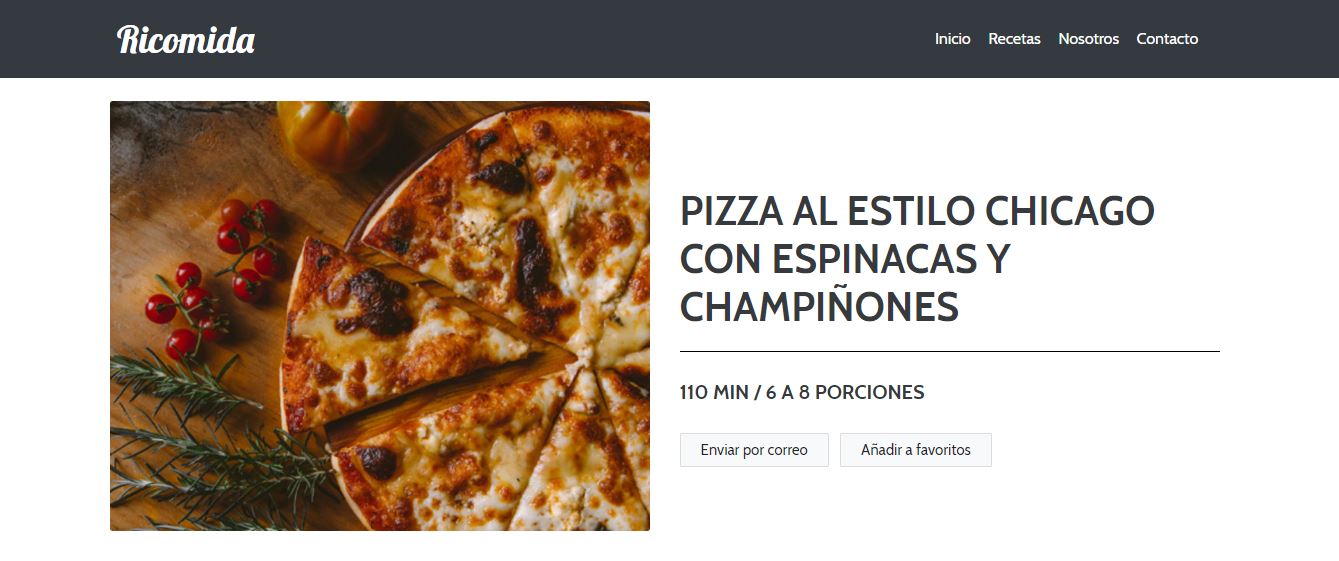 Ricomida
Inicio Recetas Nosotros Contacto
PIZZA AL ESTILO CHICAGO
CON ESPINACAS Y
CHAMPIÑONES
110 MIN / 6 A 8 PORCIONES
Enviar por correo
Añadir a favoritos